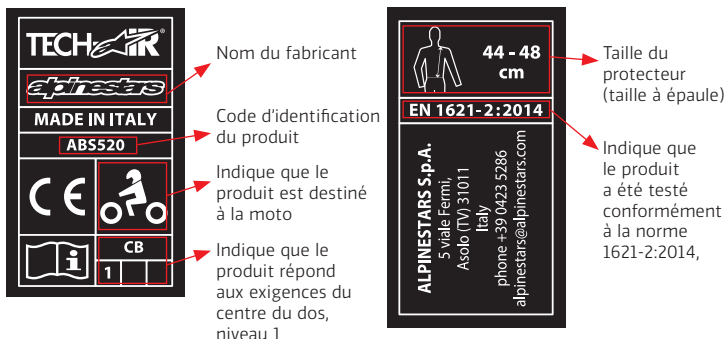 TECH-AIR
alpinestars
MADE IN ITALY
ABS520
CE
i
CB
1
Nom du fabricant
Code d'identification
du produit
Indique que le
produit est destiné
à la moto
Indique que le
produit répond
aux exigences du
centre du dos,
niveau 1
44 - 48
cm
EN 1621-2:2014
ALPINESTARS S.p.A.
5 viale Fermi,
Asolo (TV) 31011
Italy
phone +39 0423 5286
alpinestars@alpinestars.com
Taille du
protecteur
(taille à épaule)
Indique que
le produit
a été testé
conformément
à la norme
1621-2:2014,